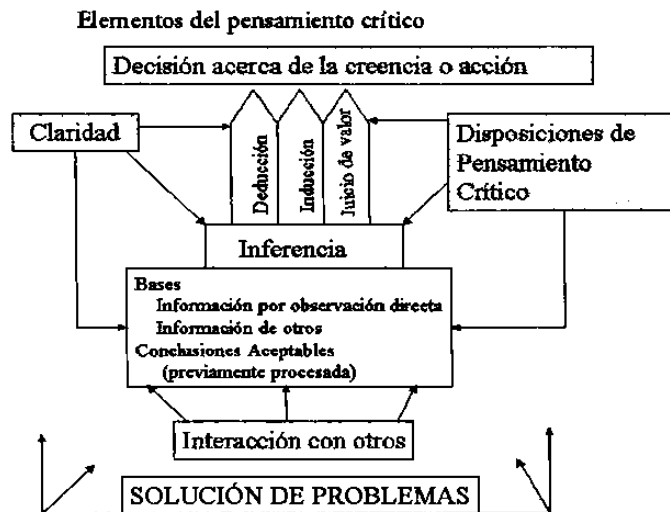 Elementos del pensamiento crítico
Decisión acerca de la creencia o acción
Claridad
Deducción
Inducción
Juicio de valor
Disposiciones de
Pensamiento
Crítico
Inferencia
Bases
Información por observación directa
Información de otros
Conclusiones Aceptables
(previamente procesada)
Interacción con otros
SOLUCIÓN DE PROBLEMAS